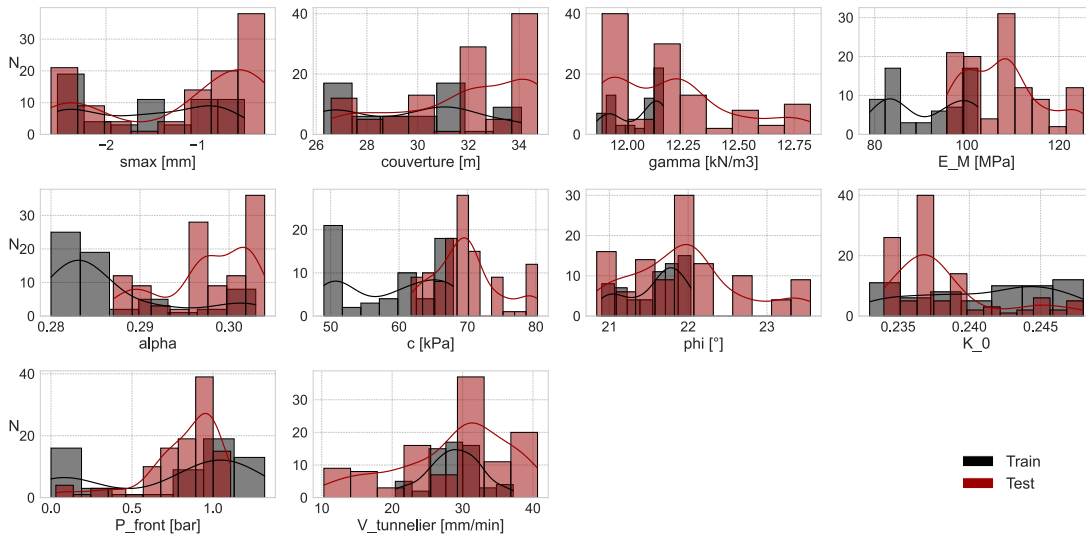 N
0 10 20 30
−2 −1
smax [mm]
0 10 20 30 40
26 28 30 32 34
couverture [m]
0 20 40
12.00 12.25 12.50 12.75
gamma [kN/m3]
0 10 20 30
80 100 120
E_M [MPa]
N
0 10 20 30
0.28 0.29 0.30
alpha
0 10 20 30
50 60 70 80
c [kPa]
0 10 20 30
21 22 23
phi [°]
0 20 40
0.235 0.240 0.245
K_0
N
0 20 40
0.0 0.5 1.0
P_front [bar]
0 20 40
10 20 30 40
V_tunnelier [mm/min]
Train
Test